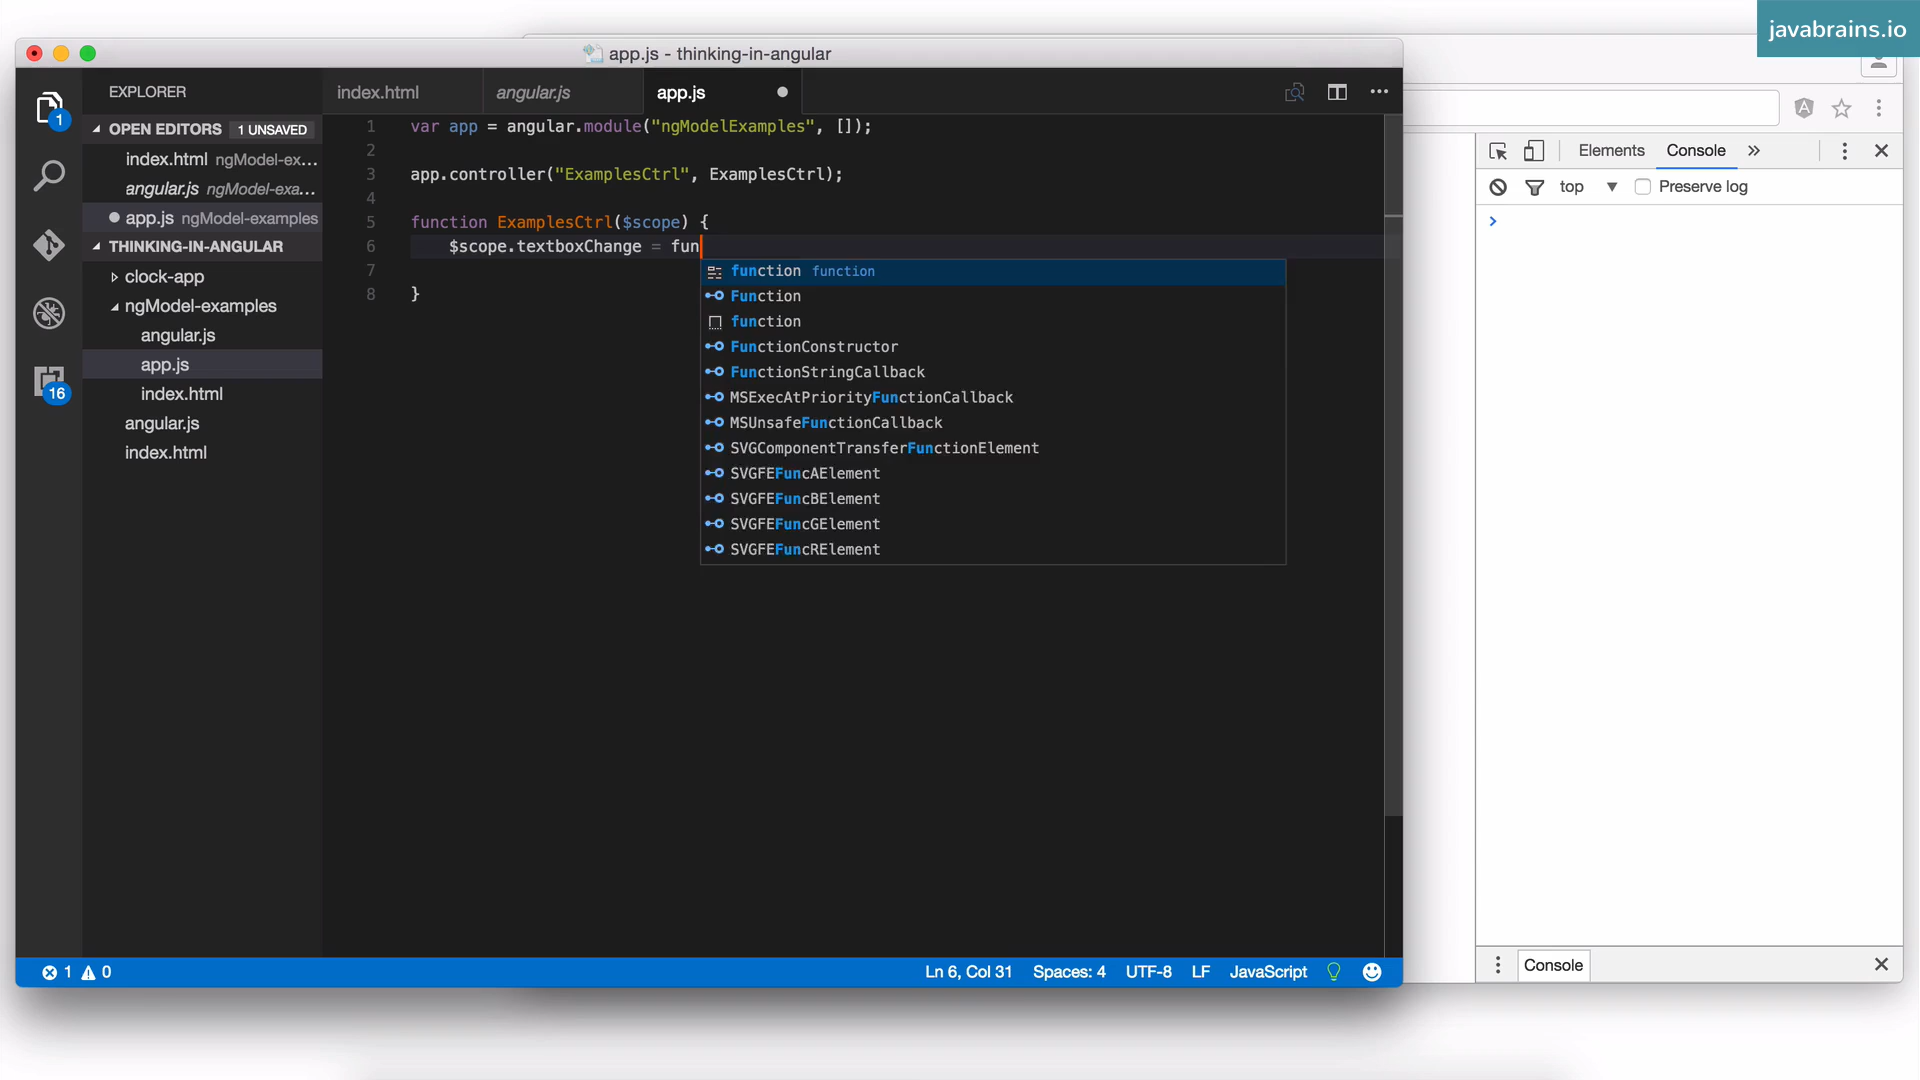 javabrains.io
app.js - thinking-in-angular
EXPLORER
OPEN EDITORS 1 UNSAVED
index.html ngModel-ex...
angular.js ngModel-exa...
app.js ngModel-examples
THINKING-IN-ANGULAR
clock-app
ngModel-examples
angular.js
app.js
index.html
angular.js
index.html
1
16
index.html
angular.js
app.js
1 var app = angular.module("ngModelExamples", []);
2
3 app.controller("ExamplesCtrl", ExamplesCtrl);
4
5 function ExamplesCtrl($scope) {
6 $scope.textboxChange = fun
7
8 }
function function
Function
function
FunctionConstructor
FunctionStringCallback
MSExecAtPriorityFunctionCallback
MSUnsafeFunctionCallback
SVGComponentTransferFunctionElement
SVGFEFuncAElement
SVGFEFuncBElement
SVGFEFuncGElement
SVGFEFuncRElement
1 0
Ln 6, Col 31 Spaces: 4 UTF-8 LF JavaScript
Elements Console »
top Preserve log
Console